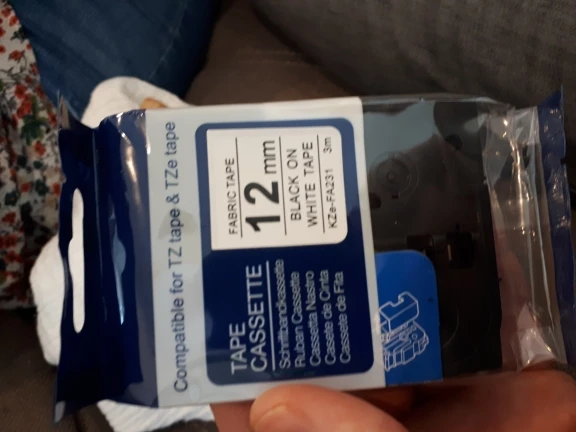 Compatible for TZ tape & TZe tape
FABRIC TAPE
12 mm
BLACK ON
WHITE TAPE
KZe-FA231 3m
TAPE
CASSETTE
Schriftbandkassette
Ruban Cassette
Cassetta Nastro
Casete de Cinta
Cassete de Fita